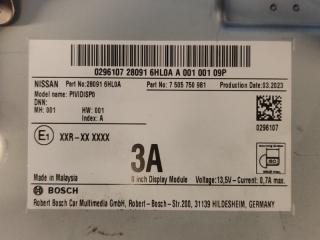 0296107 28091 6HL0A A 001 001 09P
NISSAN Part No:28091 6HL0A Part No: 7 505 750 981 Production Date 03.2023
Model name: PIVIDISP0
DNN:
MH: 001 HW: 001
Index: A
E1 XXR-XX XXXX
0296107
3A
Made in Malaysia 8 inch Display Module Voltage:13,5V⎓ Current: 0,7A max.
BOSCH
Robert Bosch Car Multimedia GmbH, Robert-Bosch-Str.200, 31139 HILDESHEIM, GERMANY